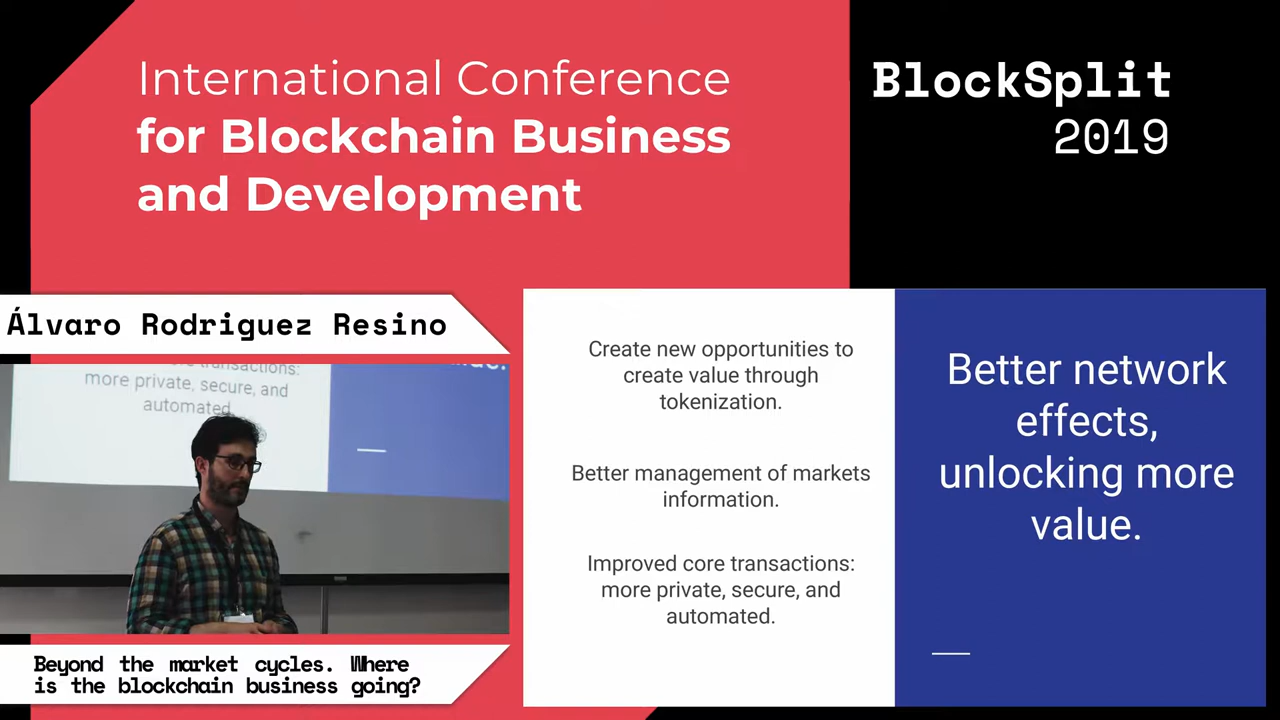 International Conference
for Blockchain Business
and Development
BlockSplit
2019
Álvaro Rodriguez Resino
transactions:
more private, secure, and
automated.
Beyond the market cycles. Where
is the blockchain business going?
Create new opportunities to
create value through
tokenization.
Better management of markets
information.
Improved core transactions:
more private, secure, and
automated.
Better network
effects,
unlocking more
value.